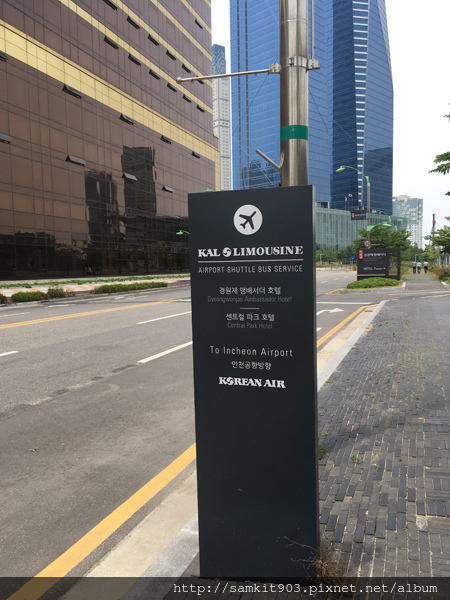 KAL LIMOUSINE
AIRPORT SHUTTLE BUS SERVICE
경원재 앰배서더 호텔
Gyeongwonjae Ambassador Hotel
센트럴 파크 호텔
Central Park Hotel
To Incheon Airport
인천공항방향
KOREAN AIR
http://samkit903.pixnet.net/album